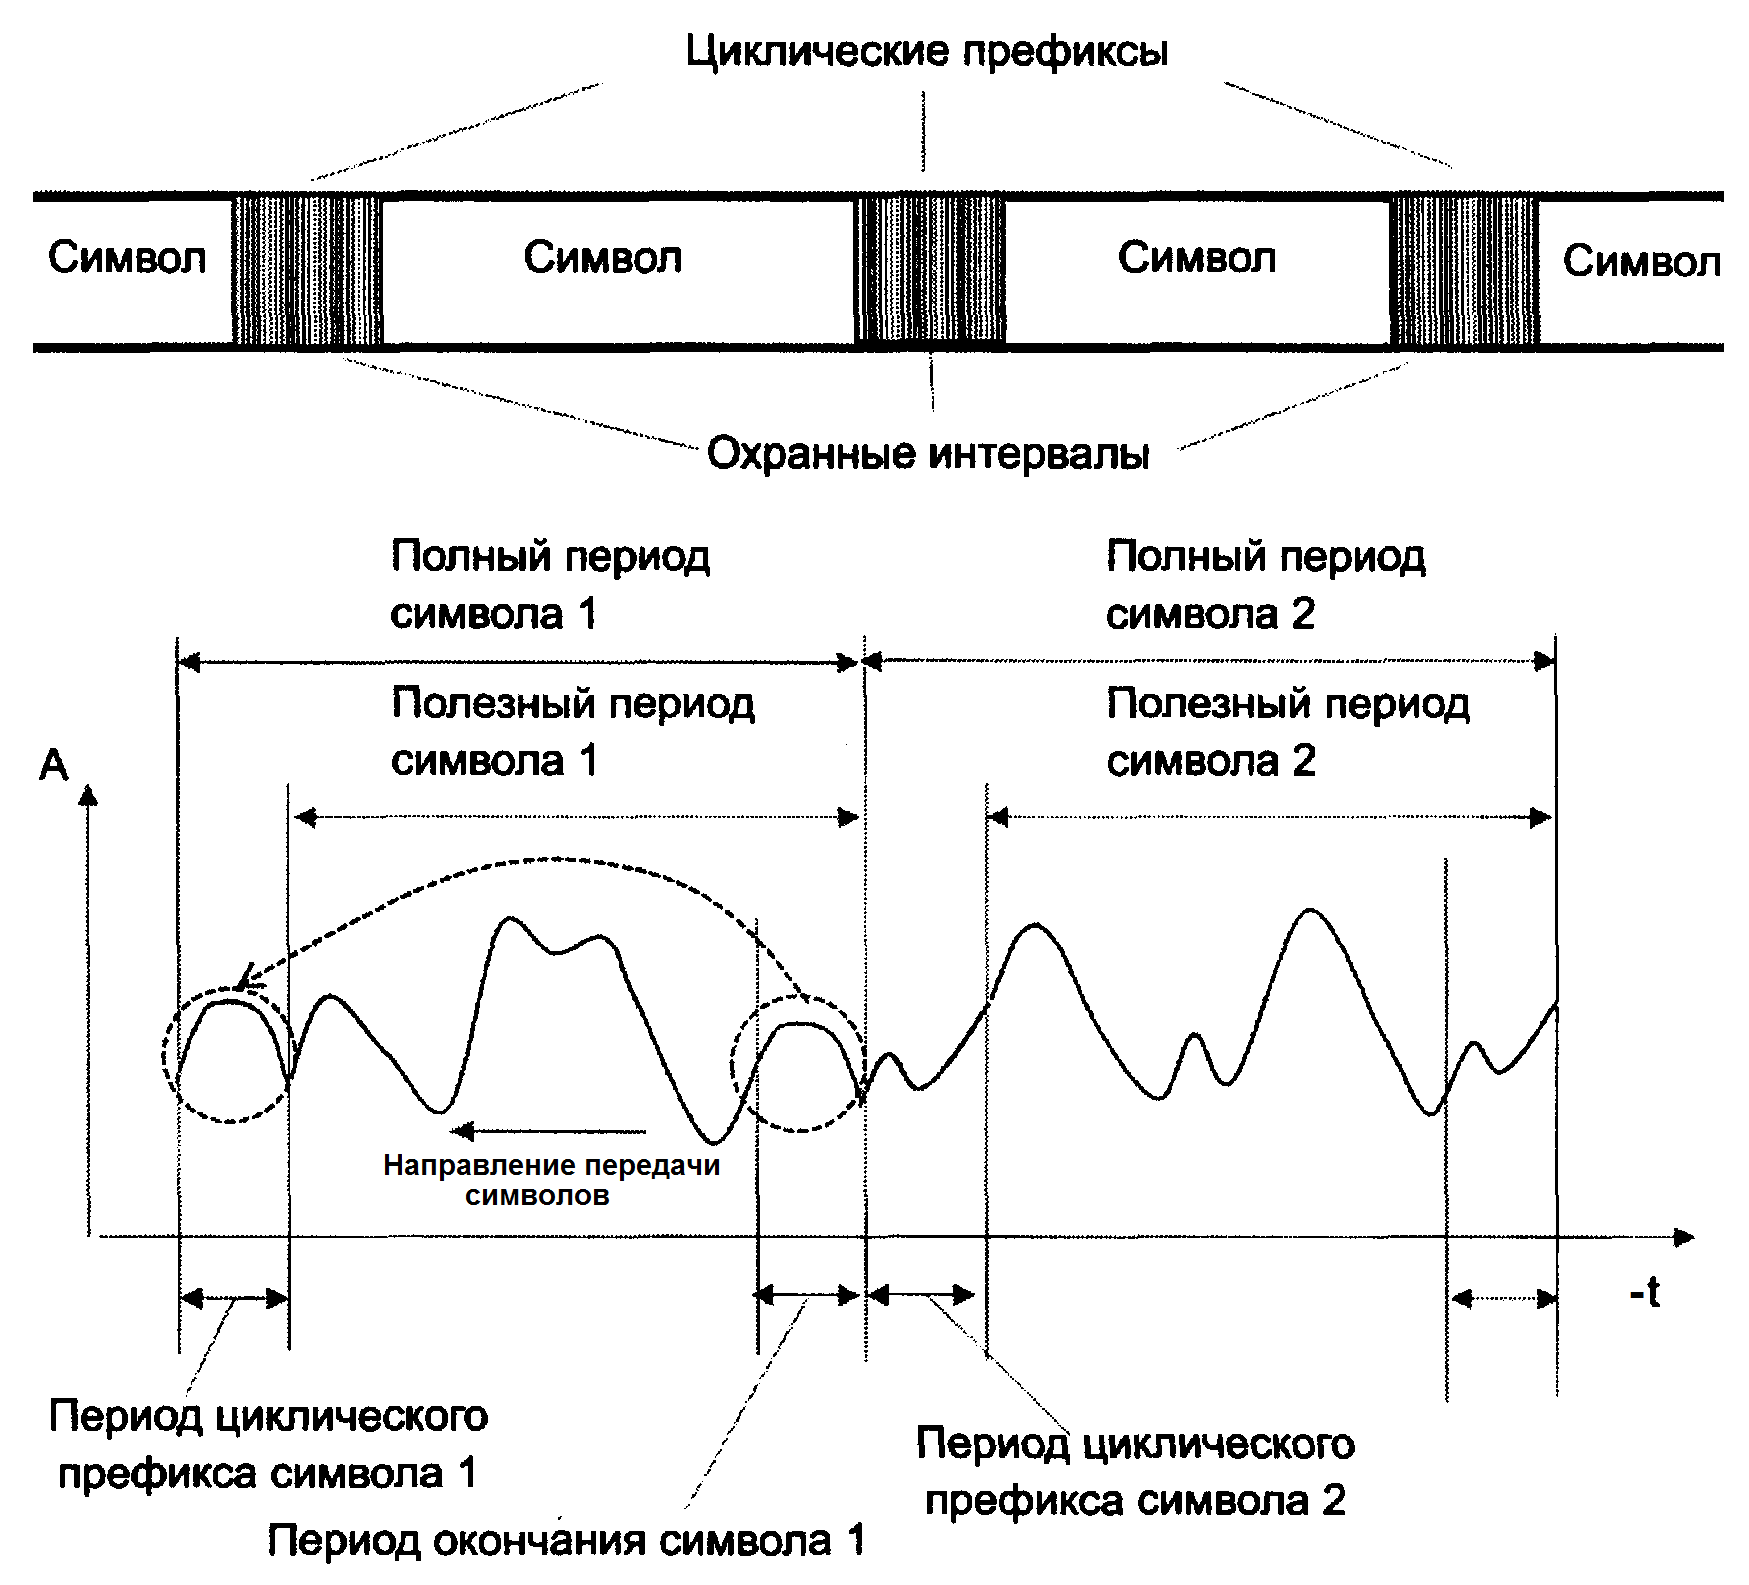 Циклические префиксы
Символ Символ Символ Символ
Охранные интервалы
Полный период
символа 1
Полный период
символа 2
Полезный период
символа 1
Полезный период
символа 2
A
Направление передачи
символов
-t
Период циклического
префикса символа 1
Период циклического
префикса символа 2
Период окончания символа 1